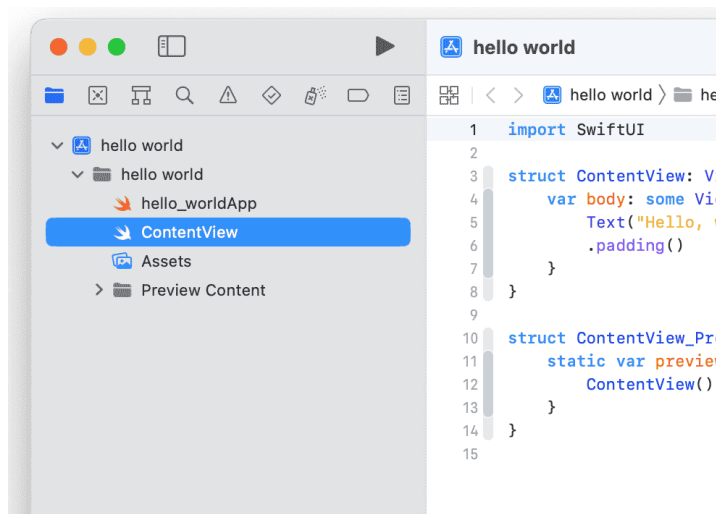 hello world
hello world
he
hello world
hello world
hello_worldApp
ContentView
Assets
Preview Content
1 import SwiftUI
2
3 struct ContentView: V
4 var body: some Vi
5 Text("Hello, w
6 .padding()
7 }
8 }
9
10 struct ContentView_Pr
11 static var previe
12 ContentView()
13 }
14 }
15